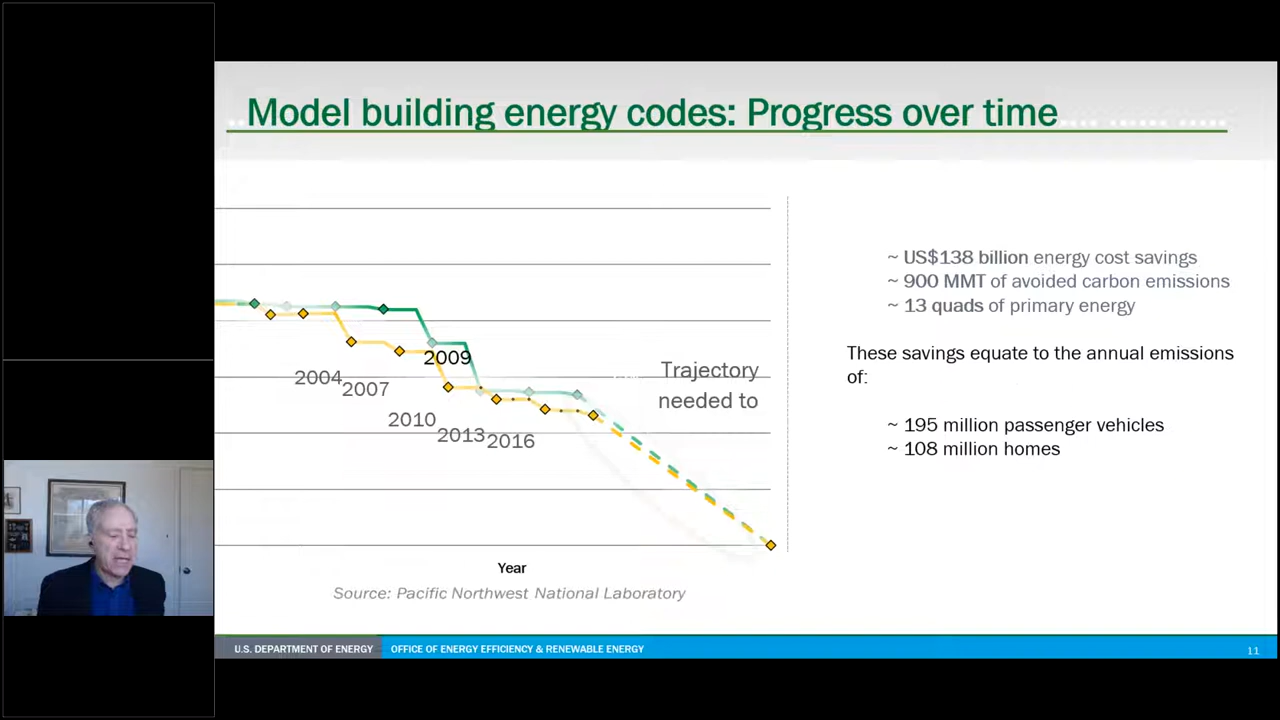 Model building energy codes: Progress over time
2009
2004
2007
2010
2013
2016
Trajectory
needed to
Year
Source: Pacific Northwest National Laboratory
~ US$138 billion energy cost savings
~ 900 MMT of avoided carbon emissions
~ 13 quads of primary energy
These savings equate to the annual emissions
of:
~ 195 million passenger vehicles
~ 108 million homes
U.S. DEPARTMENT OF ENERGY
OFFICE OF ENERGY EFFICIENCY & RENEWABLE ENERGY
11